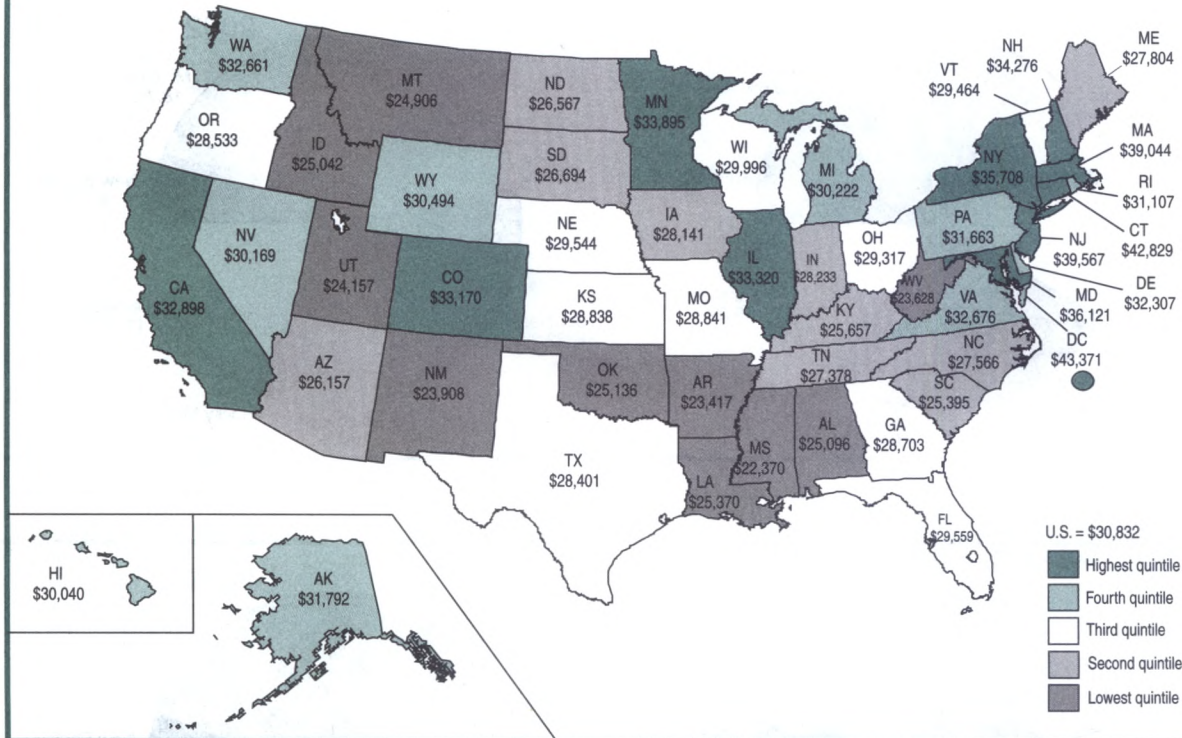 WA
$32,661
OR
$28,533
CA
$32,898
NV
$30,169
ID
$25,042
MT
$24,906
WY
$30,494
UT
$24,157
CO
$33,170
AZ
$26,157
NM
$23,908
ND
$26,567
SD
$26,694
NE
$29,544
KS
$28,838
OK
$25,136
TX
$28,401
MN
$33,895
IA
$28,141
MO
$28,841
AR
$23,417
LA
$25,370
WI
$29,996
IL
$33,320
MS
$22,370
MI
$30,222
IN
$28,233
OH
$29,317
KY
$25,657
TN
$27,378
AL
$25,096
GA
$28,703
FL
$29,559
SC
$25,395
NC
$27,566
VA
$32,676
WV
$23,628
PA
$31,663
NY
$35,708
VT
$29,464
NH
$34,276
ME
$27,804
MA
$39,044
RI
$31,107
CT
$42,829
NJ
$39,567
DE
$32,307
MD
$36,121
DC
$43,371
HI
$30,040
AK
$31,792
U.S. = $30,832
Highest quintile
Fourth quintile
Third quintile
Second quintile
Lowest quintile